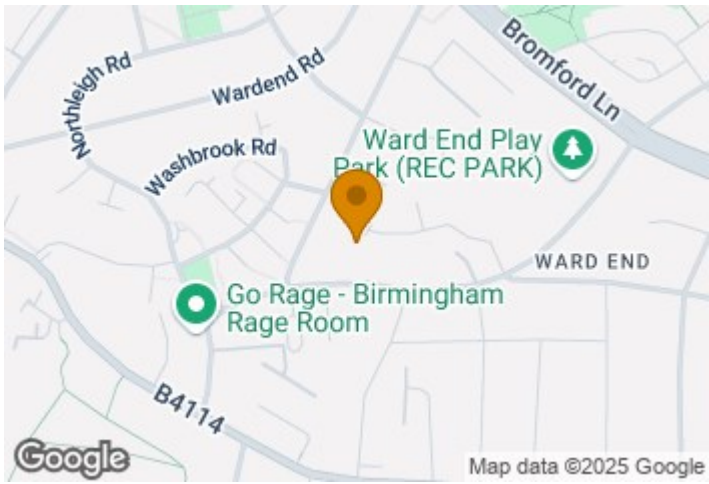 Northleigh Rd
Wardend Rd
Bromford Ln
Washbrook Rd
Ward End Play
Park (REC PARK)
WARD END
Go Rage - Birmingham
Rage Room
B4114
Google
Map data ©2025 Google